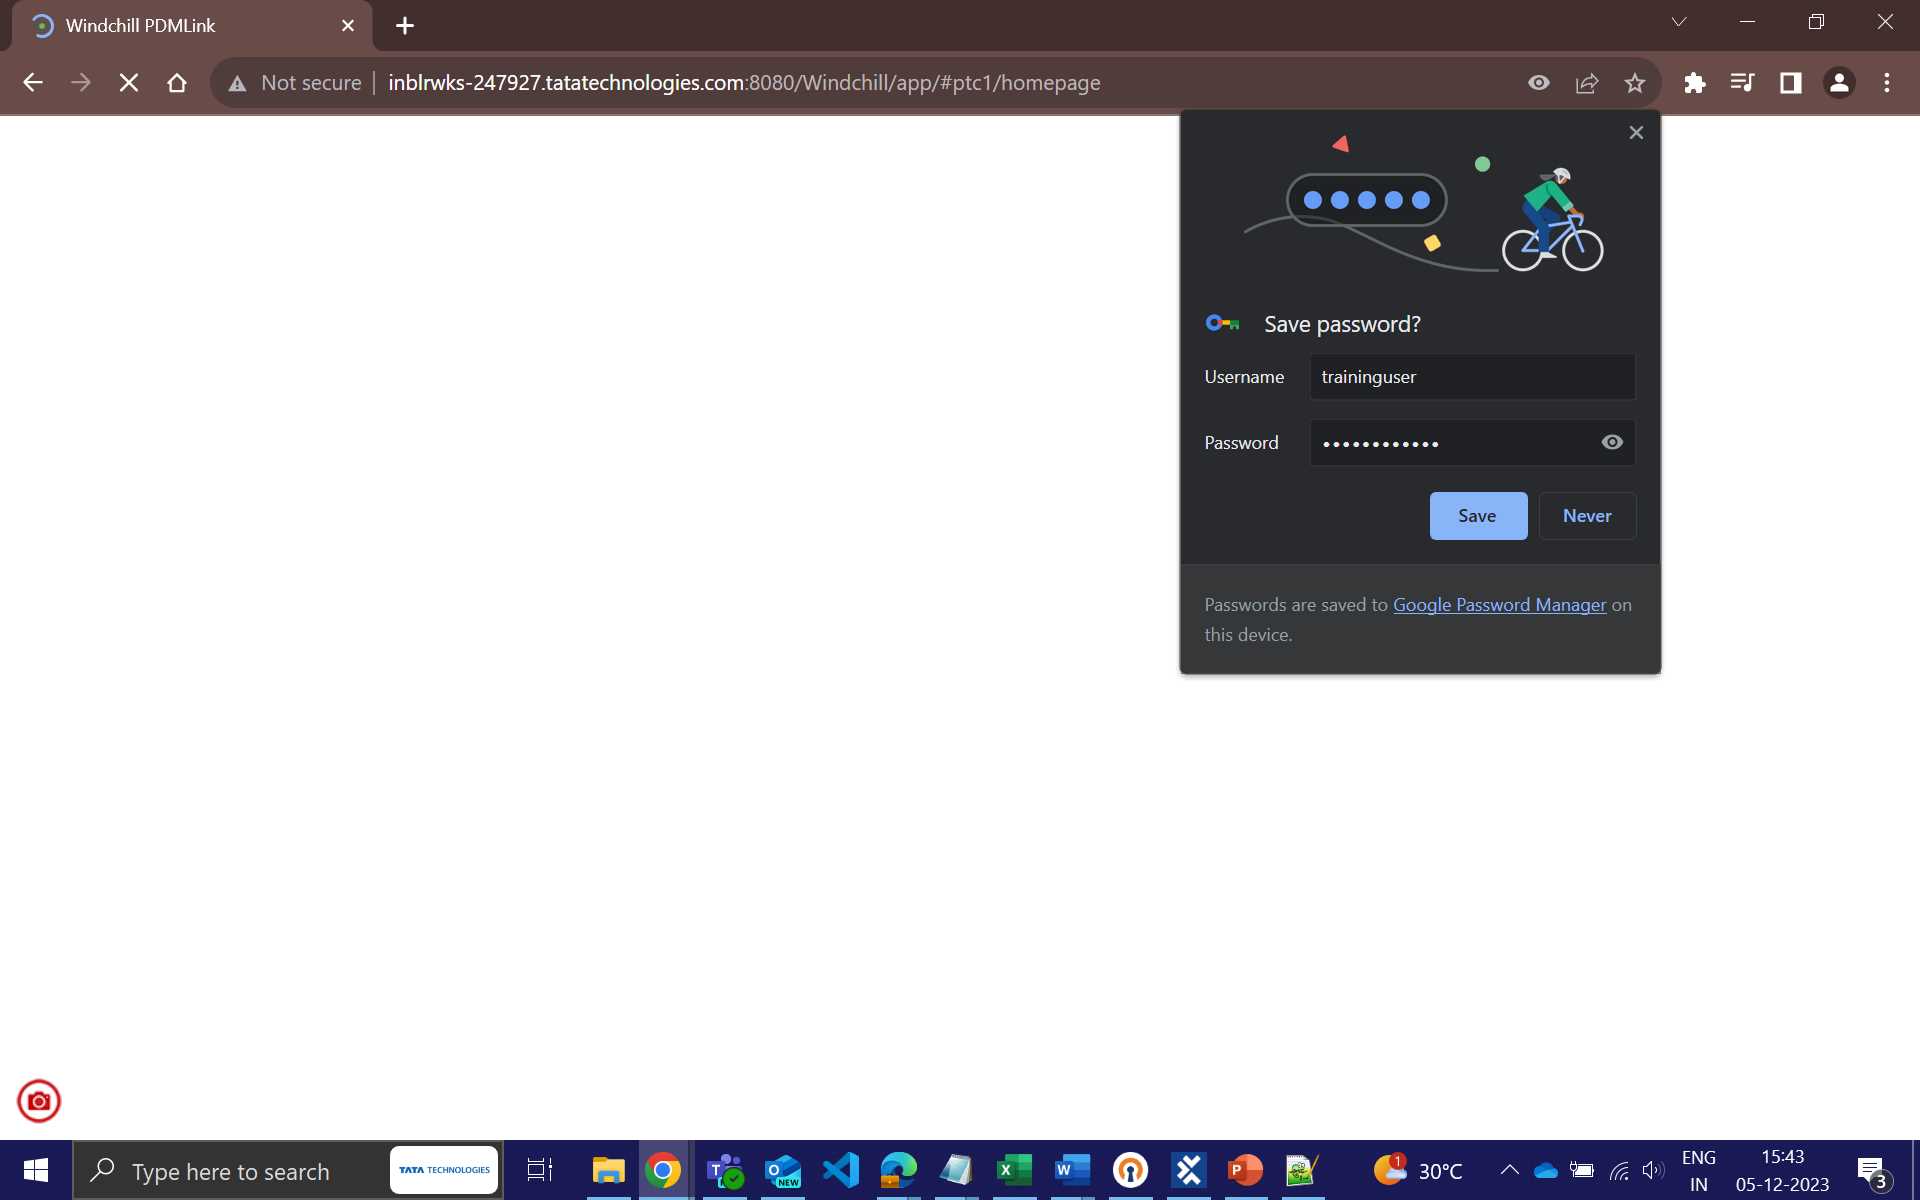 Windchill PDMLink
Not secure
inblrwks-247927.tatatechnologies.com:8080/Windchill/app/#ptc1/homepage
Save password?
Username
traininguser
Password
••••••••••••
Save
Never
Passwords are saved to Google Password Manager on
this device.
Type here to search
TATA TECHNOLOGIES
T
O
NEW
X
W
P
1
30°C
ENG
IN
15:43
05-12-2023
3